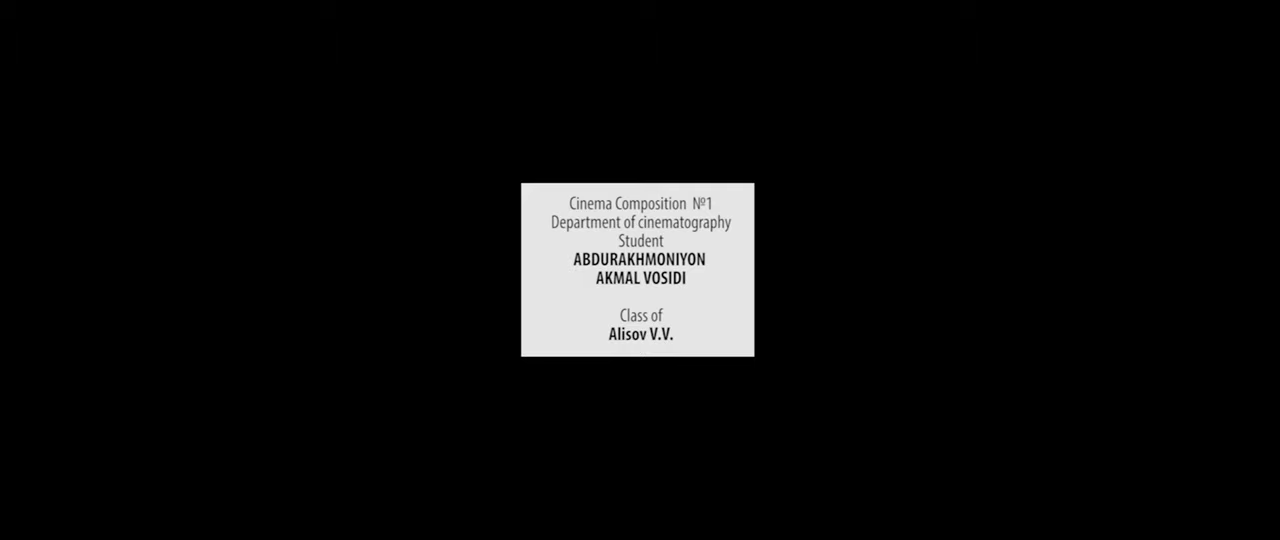 Cinema Composition №1
Department of cinematography
Student
ABDURAKHMONIYON
AKMAL VOSIDI
Class of
Alisov V.V.